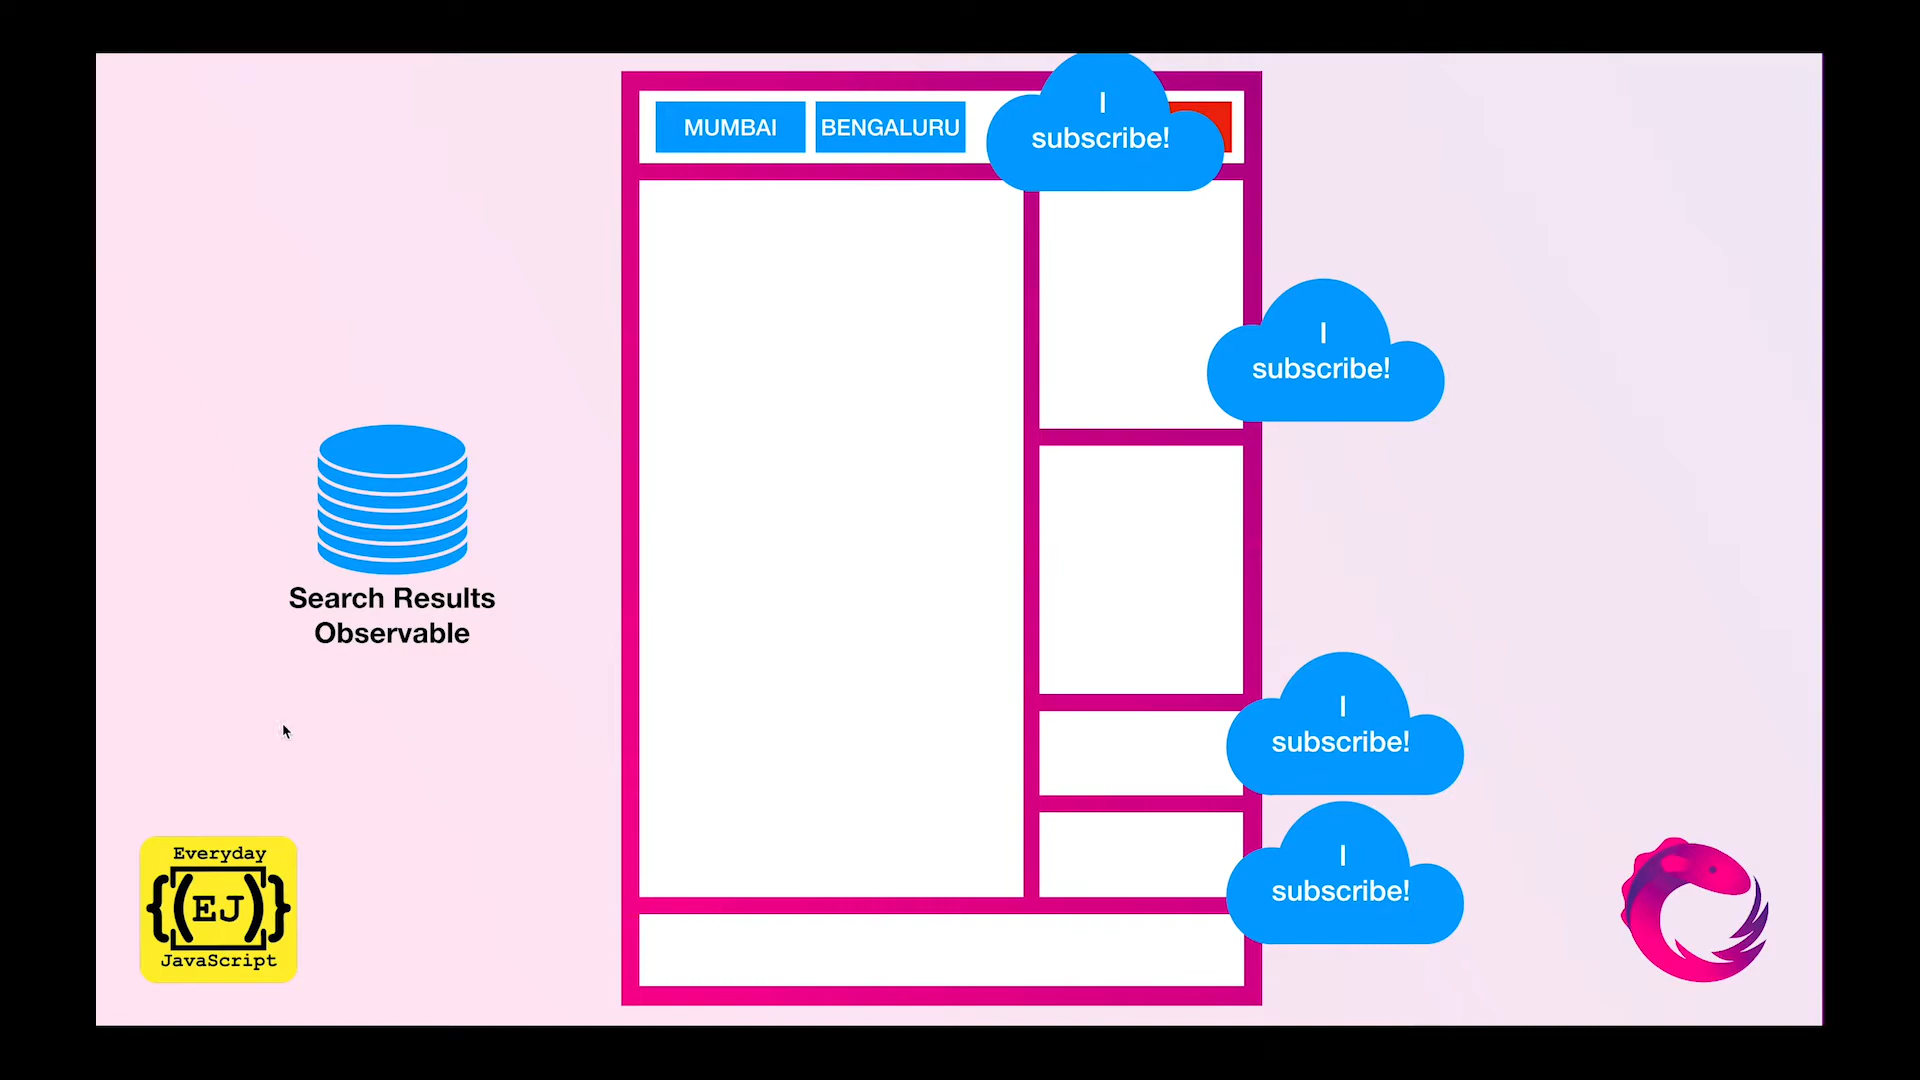 MUMBAI
BENGALURU
I
subscribe!
I
subscribe!
Search Results
Observable
I
subscribe!
I
subscribe!
Everyday
{(EJ)}
JavaScript